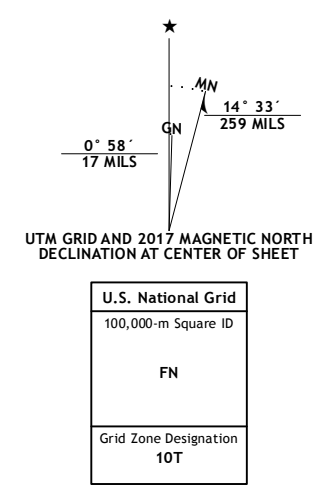 MN
GN
14° 33´
259 MILS
0° 58´
17 MILS
UTM GRID AND 2017 MAGNETIC NORTH
DECLINATION AT CENTER OF SHEET
U.S. National Grid
100,000-m Square ID
FN
Grid Zone Designation
10T